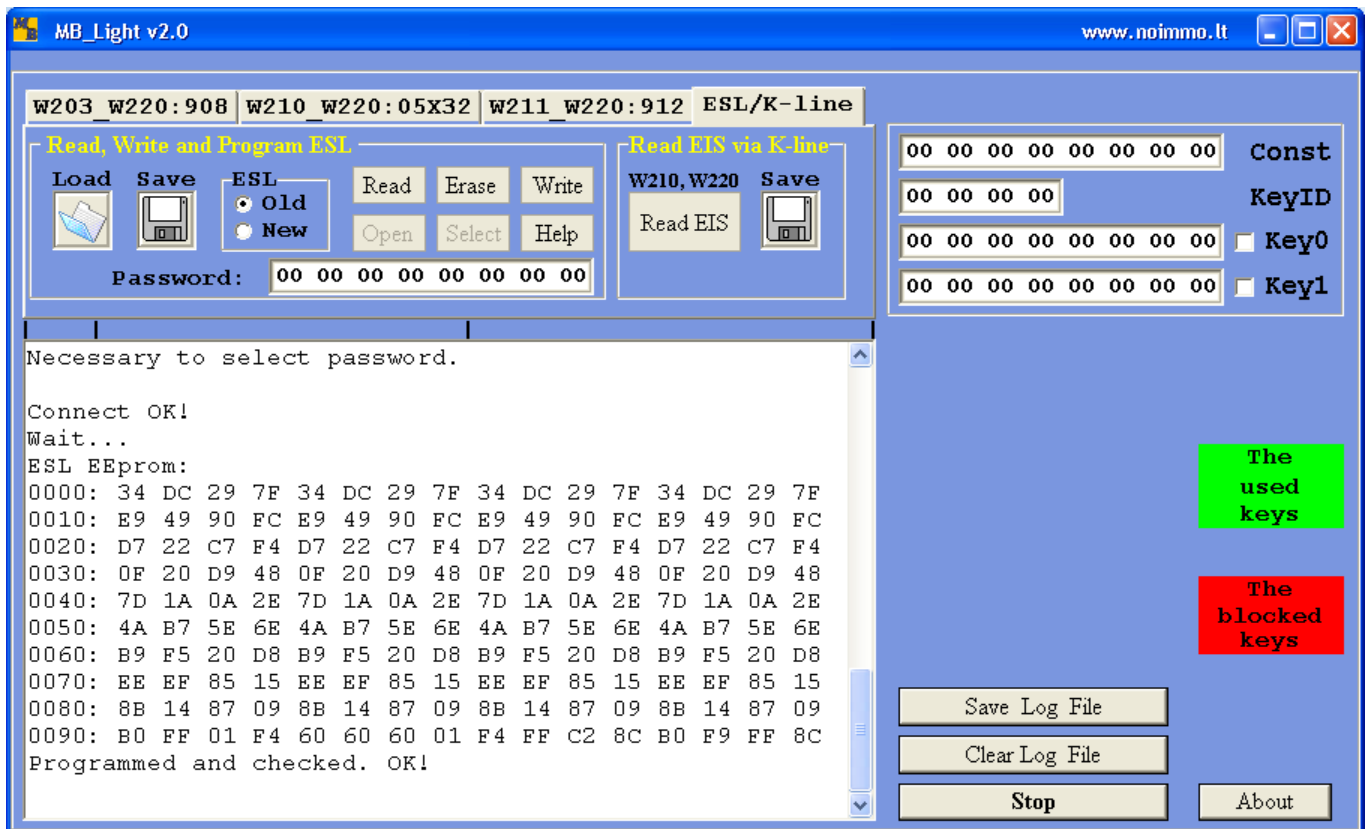 MB_Light v2.0 www.noimmo.lt
W203_W220:908 W210_W220:05X32 W211_W220:912 ESL/K-line
Read, Write and Program ESL
Load Save ESL
Old
New
Read Erase Write
Open Select Help
Password: 00 00 00 00 00 00 00 00
Read EIS via K-line
W210, W220 Save
Read EIS
00 00 00 00 00 00 00 00 Const
00 00 00 00 KeyID
00 00 00 00 00 00 00 00 Key0
00 00 00 00 00 00 00 00 Key1
Necessary to select password.
Connect OK!
Wait...
ESL EEprom:
0000: 34 DC 29 7F 34 DC 29 7F 34 DC 29 7F 34 DC 29 7F
0010: E9 49 90 FC E9 49 90 FC E9 49 90 FC E9 49 90 FC
0020: D7 22 C7 F4 D7 22 C7 F4 D7 22 C7 F4 D7 22 C7 F4
0030: 0F 20 D9 48 0F 20 D9 48 0F 20 D9 48 0F 20 D9 48
0040: 7D 1A 0A 2E 7D 1A 0A 2E 7D 1A 0A 2E 7D 1A 0A 2E
0050: 4A B7 5E 6E 4A B7 5E 6E 4A B7 5E 6E 4A B7 5E 6E
0060: B9 F5 20 D8 B9 F5 20 D8 B9 F5 20 D8 B9 F5 20 D8
0070: EE EF 85 15 EE EF 85 15 EE EF 85 15 EE EF 85 15
0080: 8B 14 87 09 8B 14 87 09 8B 14 87 09 8B 14 87 09
0090: B0 FF 01 F4 60 60 60 01 F4 FF C2 8C B0 F9 FF 8C
Programmed and checked. OK!
The
used
keys
The
blocked
keys
Save Log File
Clear Log File
Stop
About